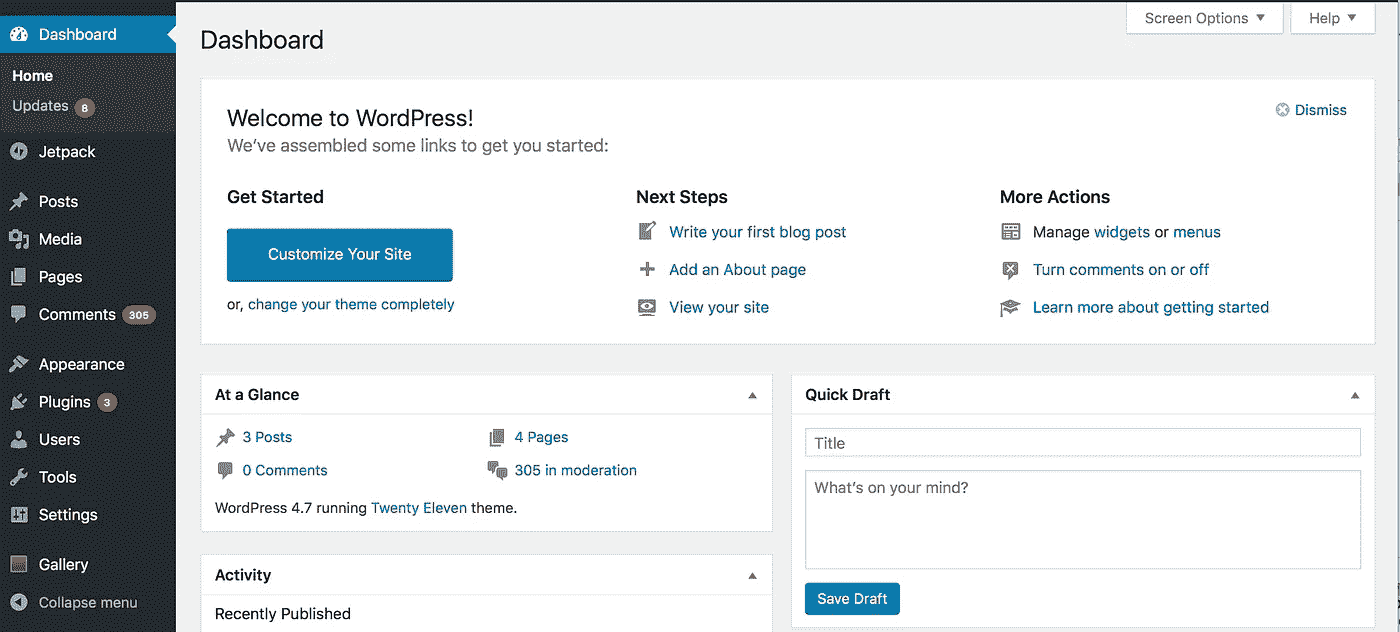 Dashboard
Home
Updates 8
Jetpack
Posts
Media
Pages
Comments 305
Appearance
Plugins 3
Users
Tools
Settings
Gallery
Collapse menu
Screen Options
Help
Dashboard
Welcome to WordPress!
We've assembled some links to get you started:
Dismiss
Get Started
Customize Your Site
or, change your theme completely
Next Steps
Write your first blog post
Add an About page
View your site
More Actions
Manage widgets or menus
Turn comments on or off
Learn more about getting started
At a Glance
3 Posts
4 Pages
0 Comments
305 in moderation
WordPress 4.7 running Twenty Eleven theme.
Activity
Recently Published
Quick Draft
Title
What's on your mind?
Save Draft